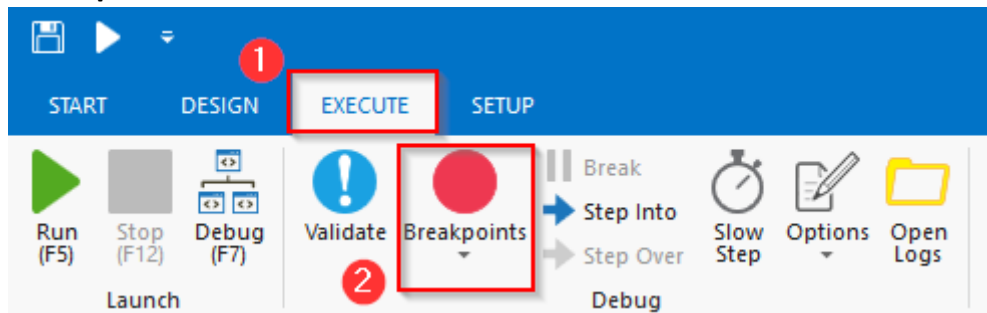 1
START DESIGN EXECUTE SETUP
Run (F5)
Stop (F12)
Debug (F7)
Validate
Breakpoints
Break
Step Into
Step Over
Slow Step
Options
Open Logs
2
Launch
Debug